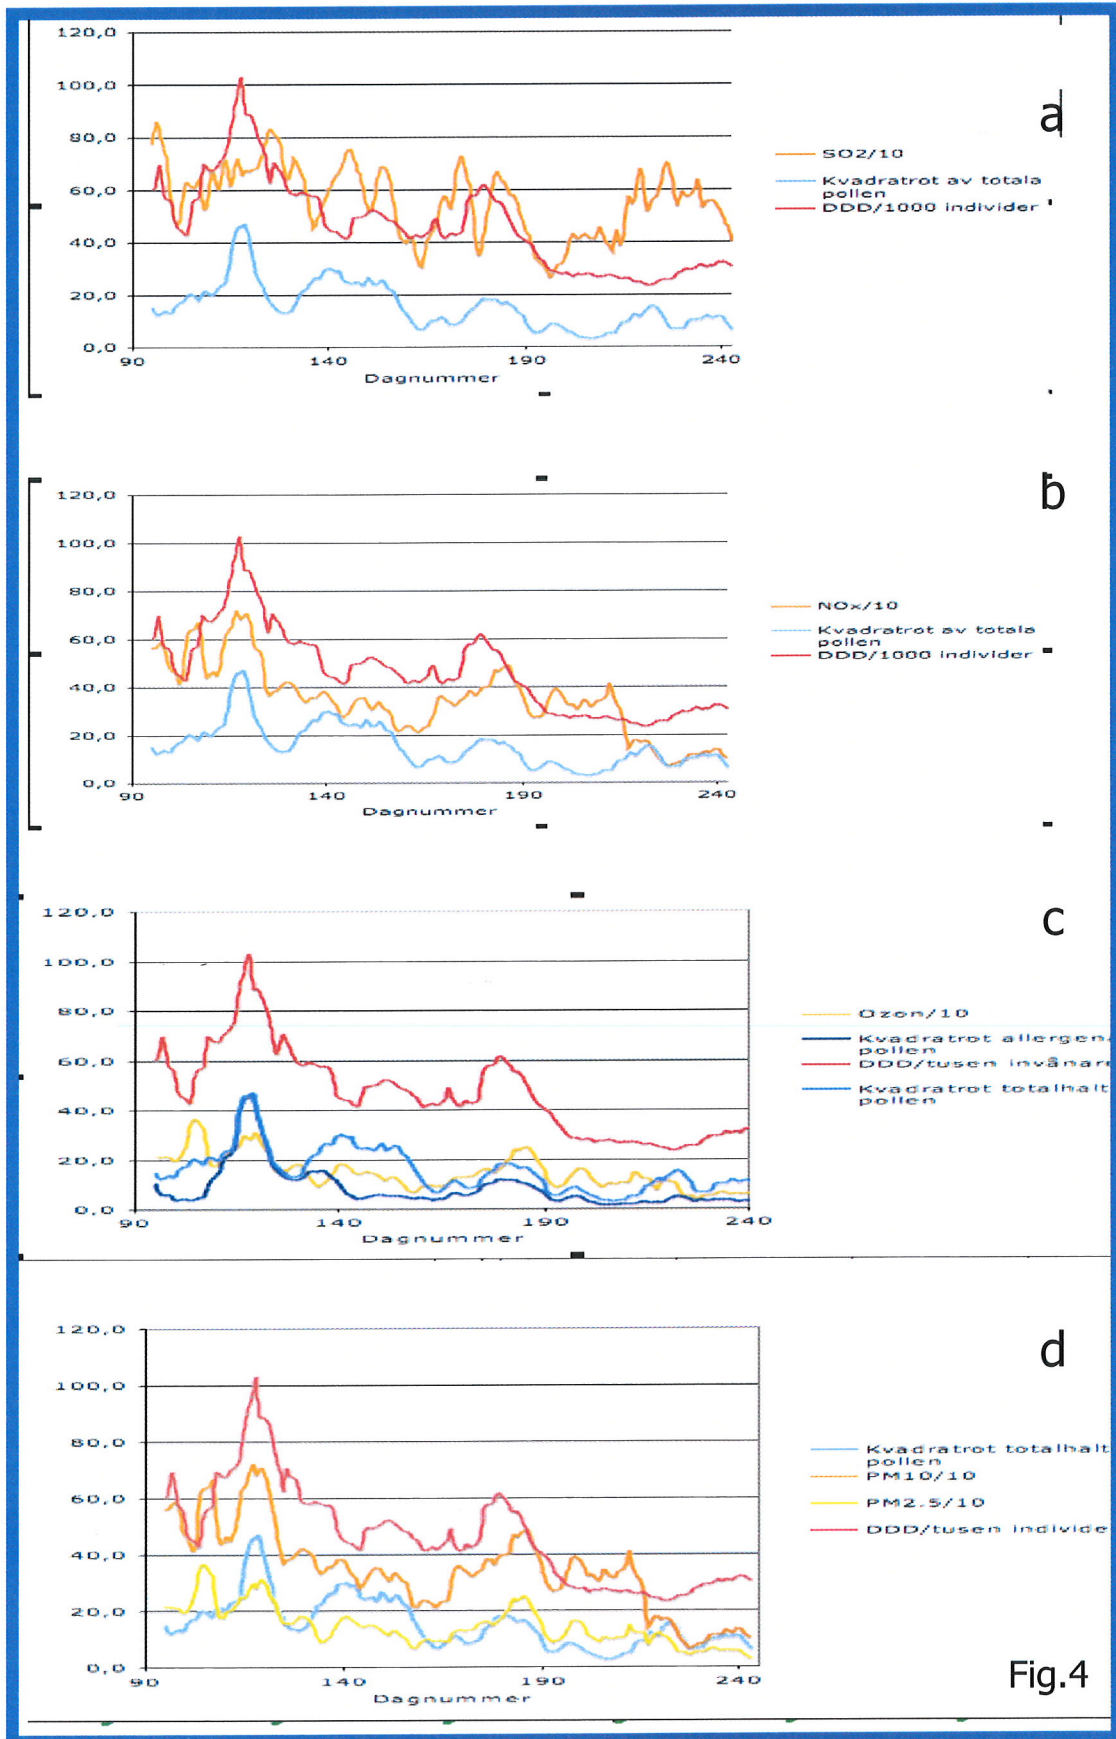 a
120,0
100,0
80,0
60,0
40,0
20,0
0,0
90
140
190
240
Dagnummer
SO2/10
Kvadratrot av totala
pollen
DDD/1000 individer
b
120,0
100,0
80,0
60,0
40,0
20,0
0,0
90
140
190
240
Dagnummer
NOx/10
Kvadratrot av totala
pollen
DDD/1000 individer
c
120,0
100,0
80,0
60,0
40,0
20,0
0,0
90
140
190
240
Dagnummer
Ozon/10
Kvadratrot allergena
pollen
DDD/tusen invånare
Kvadratrot totalhalt
pollen
d
120,0
100,0
80,0
60,0
40,0
20,0
0,0
90
140
190
240
Dagnummer
Kvadratrot totalhalt
pollen
PM10/10
PM2.5/10
DDD/tusen individe
Fig.4